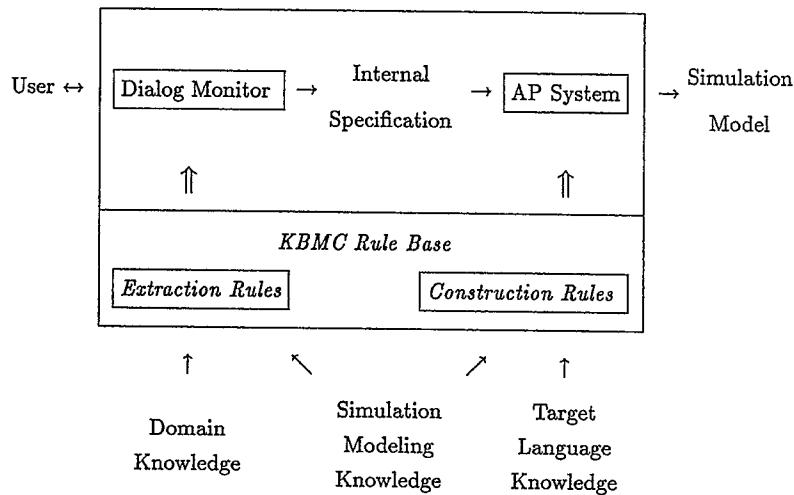 User ↔
Dialog Monitor
→
Internal
Specification
→
AP System
→
Simulation
Model
⇑
⇑
KBMC Rule Base
Extraction Rules
Construction Rules
↑
↖
↗
↑
Domain
Knowledge
Simulation
Modeling
Knowledge
Target
Language
Knowledge